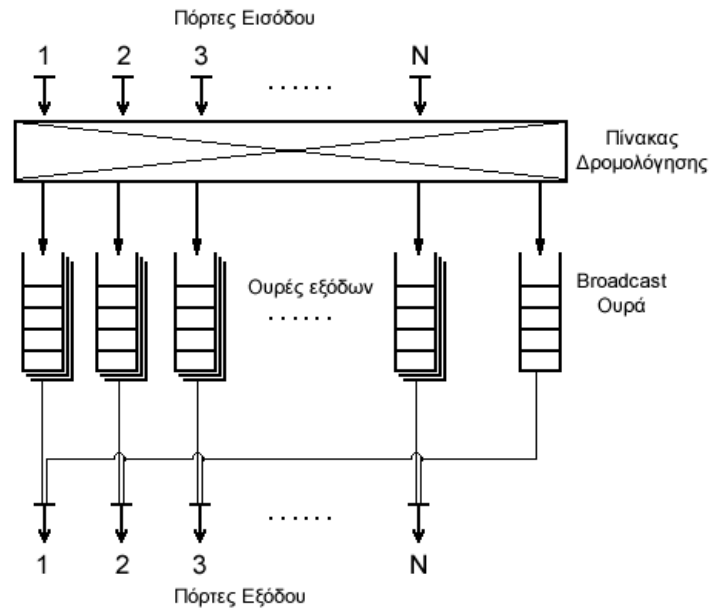 Πόρτες Εισόδου
1 2 3 ...... N
Πίνακας
Δρομολόγησης
Ουρές εξόδων
......
Broadcast
Ουρά
1 2 3 ...... N
Πόρτες Εξόδου